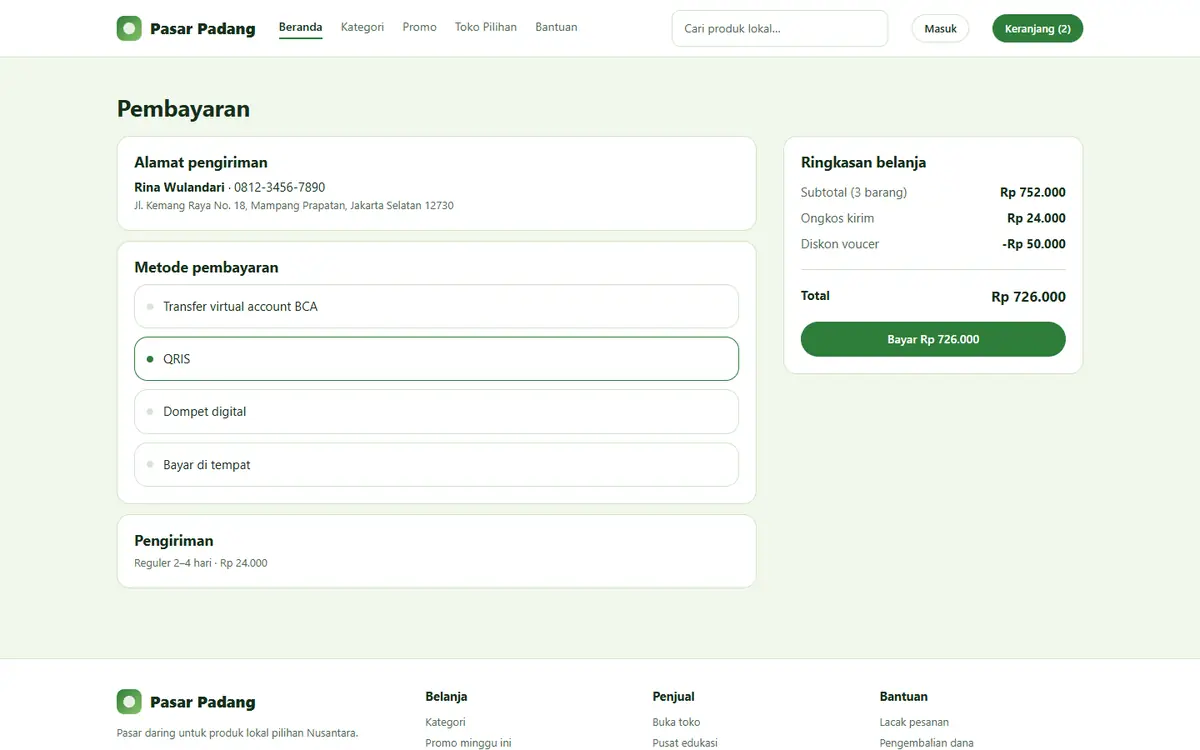 Pasar Padang
Beranda
Kategori
Promo
Toko Pilihan
Bantuan
Cari produk lokal...
Masuk
Keranjang (2)
Pembayaran
Alamat pengiriman
Rina Wulandari · 0812-3456-7890
Jl. Kemang Raya No. 18, Mampang Prapatan, Jakarta Selatan 12730
Metode pembayaran
Transfer virtual account BCA
QRIS
Dompet digital
Bayar di tempat
Pengiriman
Reguler 2–4 hari · Rp 24.000
Ringkasan belanja
Subtotal (3 barang) Rp 752.000
Ongkos kirim Rp 24.000
Diskon voucer -Rp 50.000
Total Rp 726.000
Bayar Rp 726.000
Pasar Padang
Pasar daring untuk produk lokal pilihan Nusantara.
Belanja
Kategori
Promo minggu ini
Penjual
Buka toko
Pusat edukasi
Bantuan
Lacak pesanan
Pengembalian dana